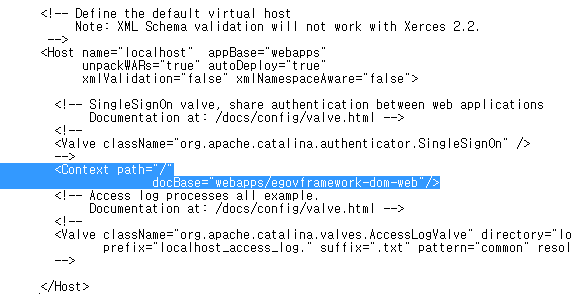 <!-- Define the default virtual host
Note: XML Schema validation will not work with Xerces 2.2.
-->
<Host name="localhost" appBase="webapps"
unpackWARs="true" autoDeploy="true"
xmlValidation="false" xmlNamespaceAware="false">
<!-- SingleSignOn valve, share authentication between web applications
Documentation at: /docs/config/valve.html -->
<!--
<Valve className="org.apache.catalina.authenticator.SingleSignOn" />
-->
<Context path="/"
docBase="webapps/egovframework-dom-web"/>
<!-- Access log processes all example.
Documentation at: /docs/config/valve.html -->
<!--
<Valve className="org.apache.catalina.valves.AccessLogValve" directory="lo
prefix="localhost_access_log." suffix=".txt" pattern="common" resol
-->
</Host>